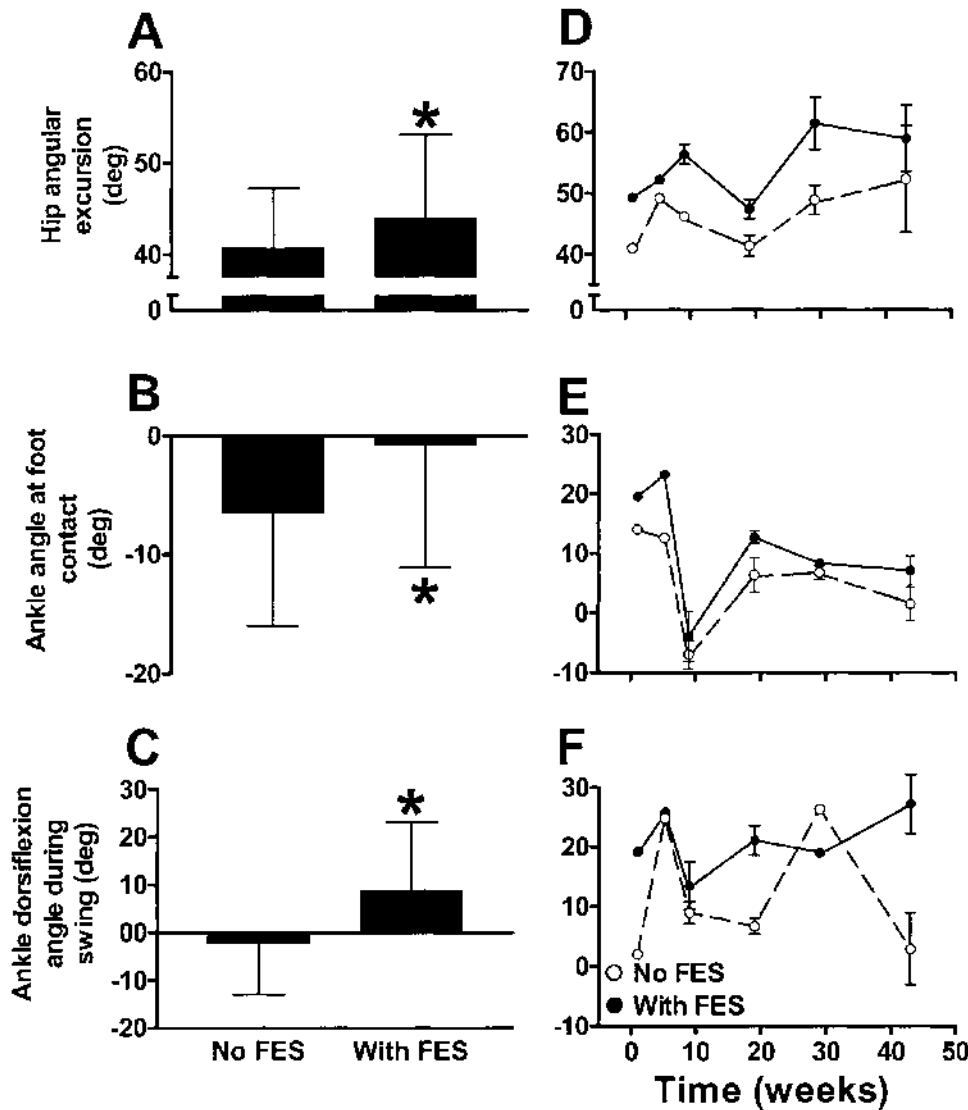 A
Hip angular
excursion
(deg)
60
50
40
0
*
D
70
60
50
40
0
B
Ankle angle at foot
contact
(deg)
0
-10
-20
*
E
30
20
10
0
-10
C
Ankle dorsiflexion
angle during
swing (deg)
30
20
10
00
-10
-20
*
No FES With FES
F
30
20
10
0
-10
No FES
With FES
0 10 20 30 40 50
Time (weeks)